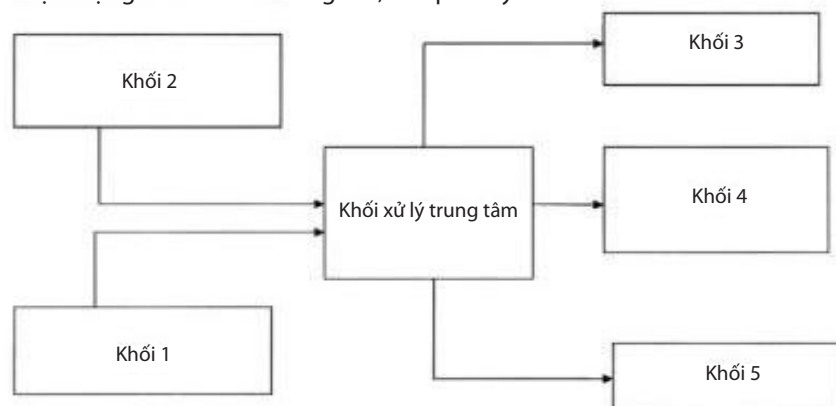 Khối 3
Khối 2
Khối 4
Khối xử lý trung tâm
Khối 1
Khối 5